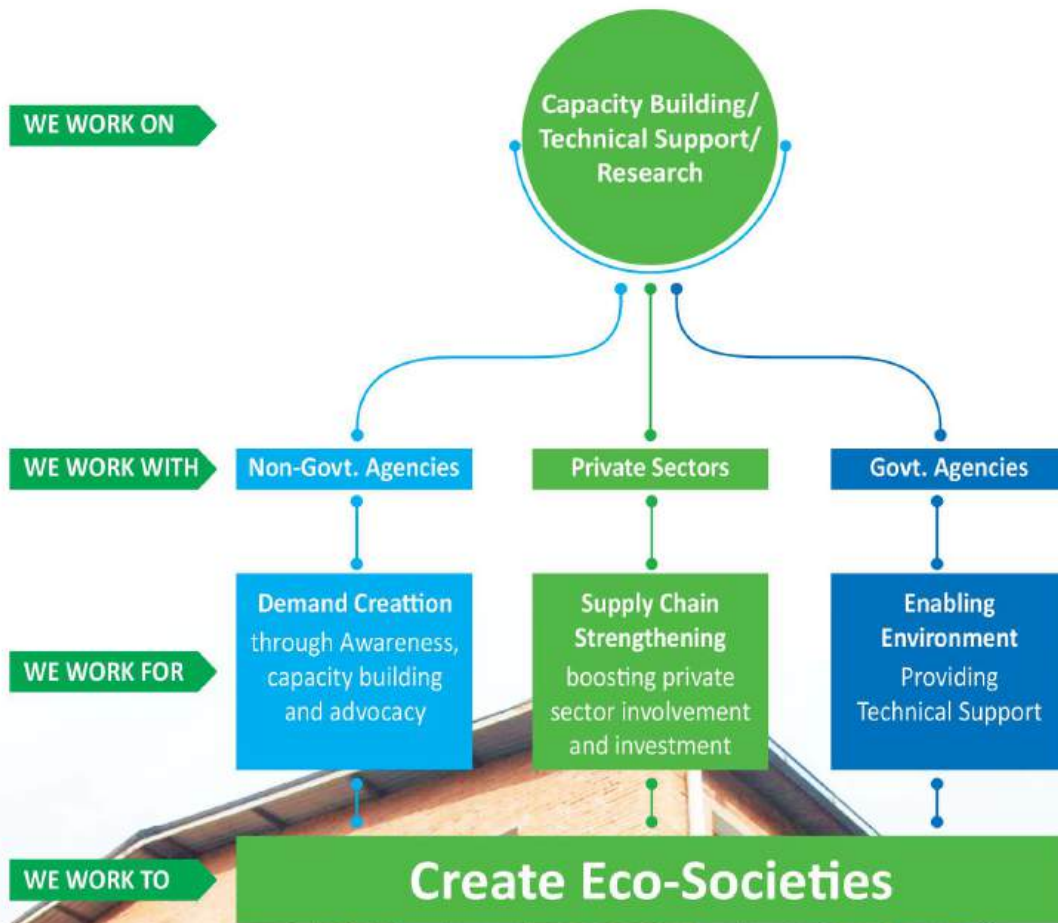 WE WORK ON
Capacity Building/
Technical Support/
Research
WE WORK WITH
Non-Govt. Agencies
Private Sectors
Govt. Agencies
WE WORK FOR
Demand Creattion
through Awareness,
capacity building
and advocacy
Supply Chain
Strengthening
boosting private
sector involvement
and investment
Enabling
Environment
Providing
Technical Support
WE WORK TO
Create Eco-Societies